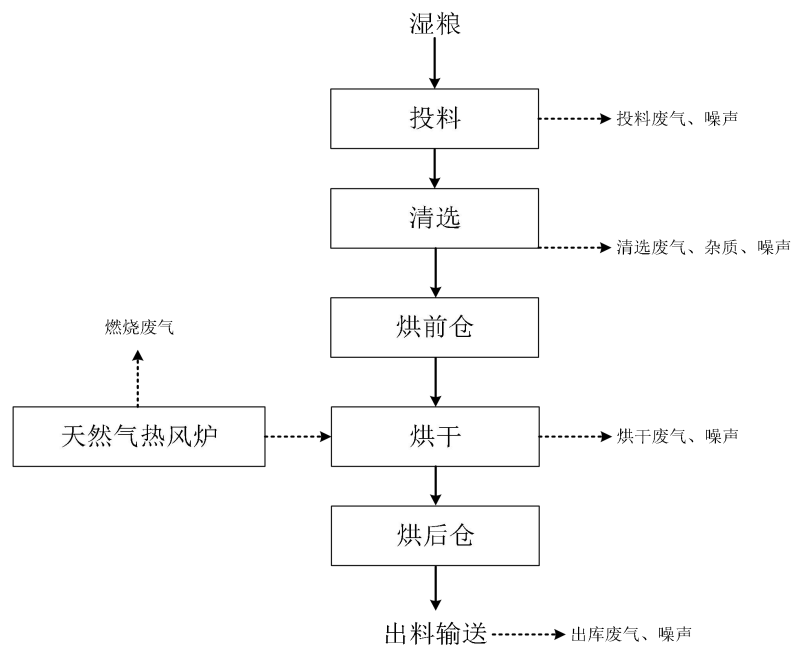 湿粮
投料
投料废气、噪声
清选
清选废气、杂质、噪声
烘前仓
燃烧废气
天然气热风炉
烘干
烘干废气、噪声
烘后仓
出料输送
出库废气、噪声